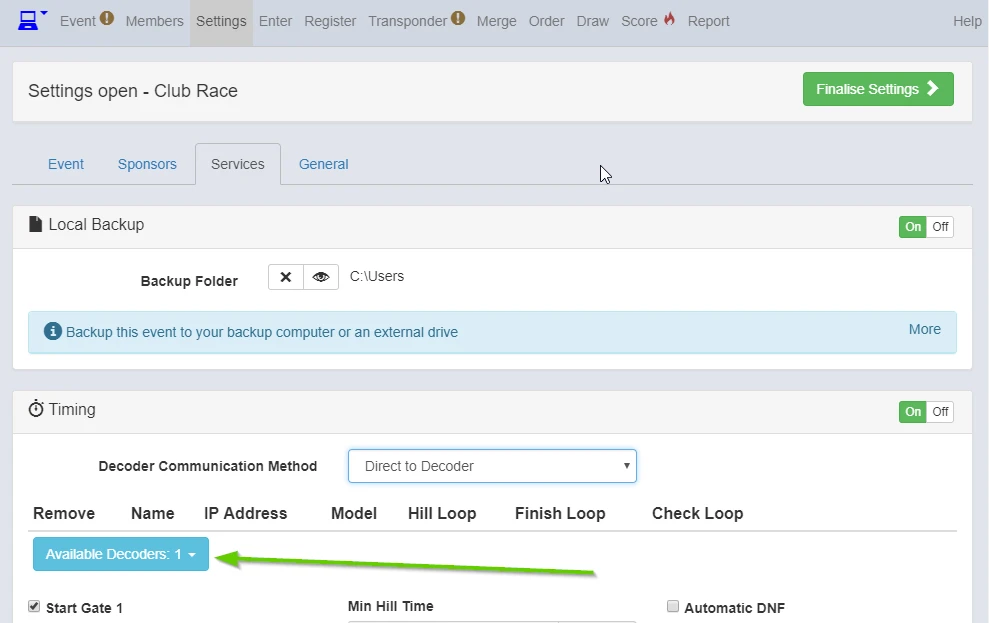 Event Members Settings Enter Register Transponder Merge Order Draw Score Report Help
Settings open - Club Race
Finalise Settings
Event Sponsors Services General
Local Backup
On Off
Backup Folder C:\Users
Backup this event to your backup computer or an external drive More
Timing
On Off
Decoder Communication Method Direct to Decoder
Remove Name IP Address Model Hill Loop Finish Loop Check Loop
Available Decoders: 1
Start Gate 1 Min Hill Time Automatic DNF